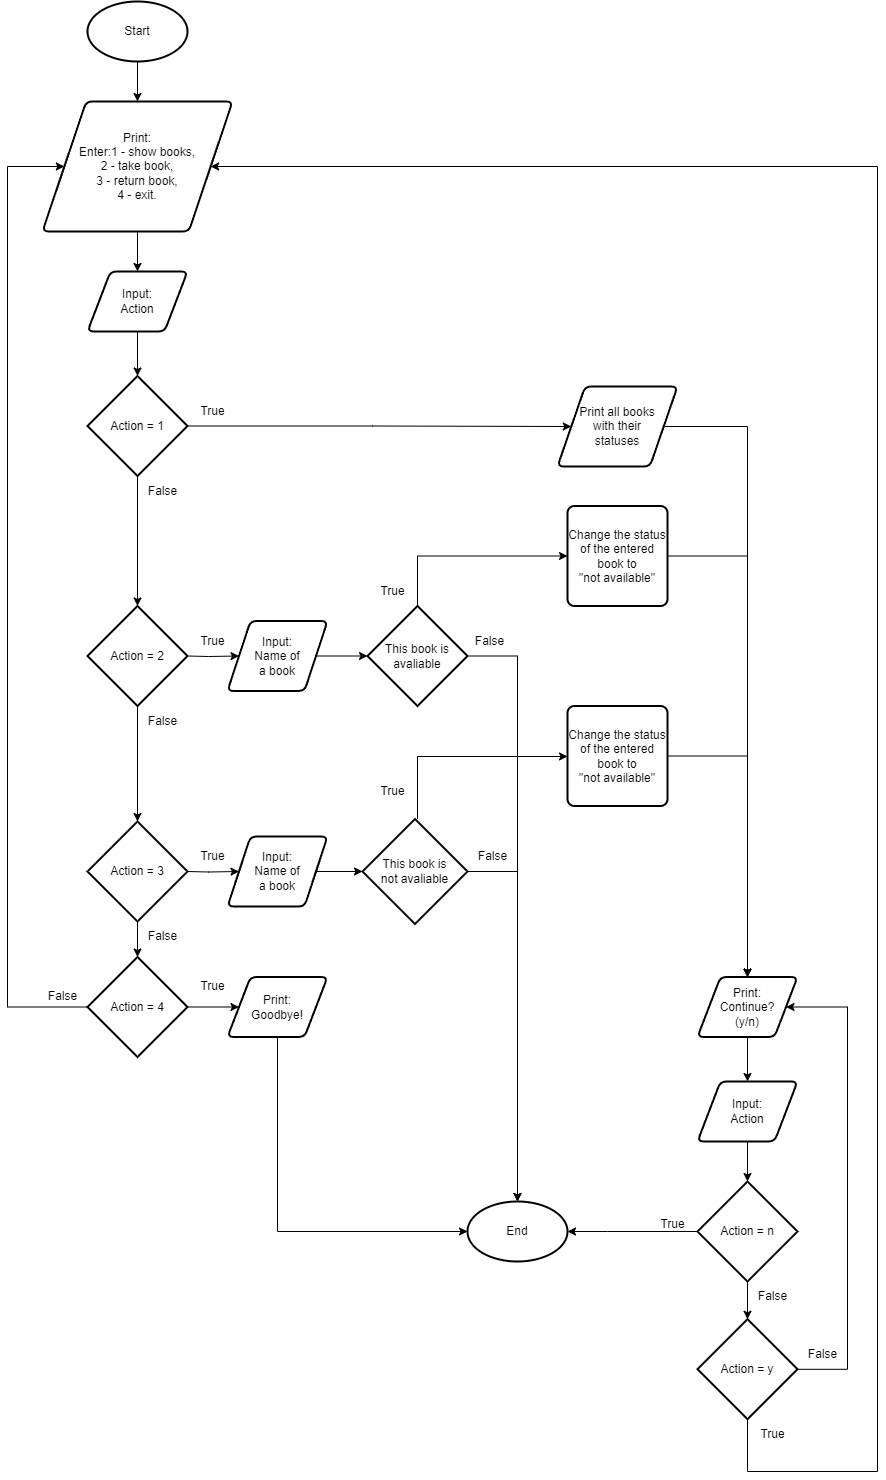 Start
Print:
Enter:1 - show books,
2 - take book,
3 - return book,
4 - exit.
Input:
Action
Action = 1
True
False
Print all books
with their
statuses
Action = 2
True
False
Input:
Name of
a book
This book is
avaliable
True
False
Change the status
of the entered
book to
"not available"
Change the status
of the entered
book to
"not available"
Action = 3
True
False
Input:
Name of
a book
This book is
not avaliable
True
False
Action = 4
False
True
Print:
Goodbye!
Print:
Continue?
(y/n)
Input:
Action
Action = n
True
False
End
Action = y
False
True